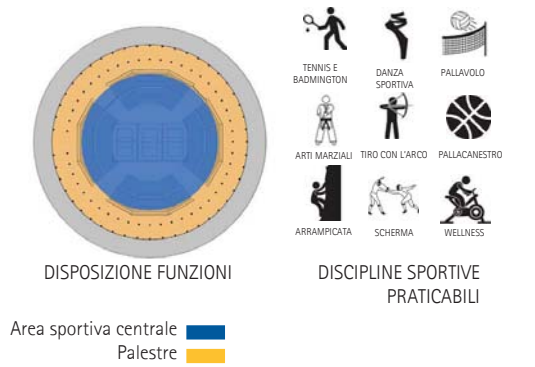 TENNIS E
BADMINGTON
DANZA
SPORTIVA
PALLAVOLO
ARTI MARZIALI
TIRO CON L'ARCO
PALLACANESTRO
ARRAMPICATA
SCHERMA
WELLNESS
DISPOSIZIONE FUNZIONI
DISCIPLINE SPORTIVE
PRATICABILI
Area sportiva centrale
Palestre